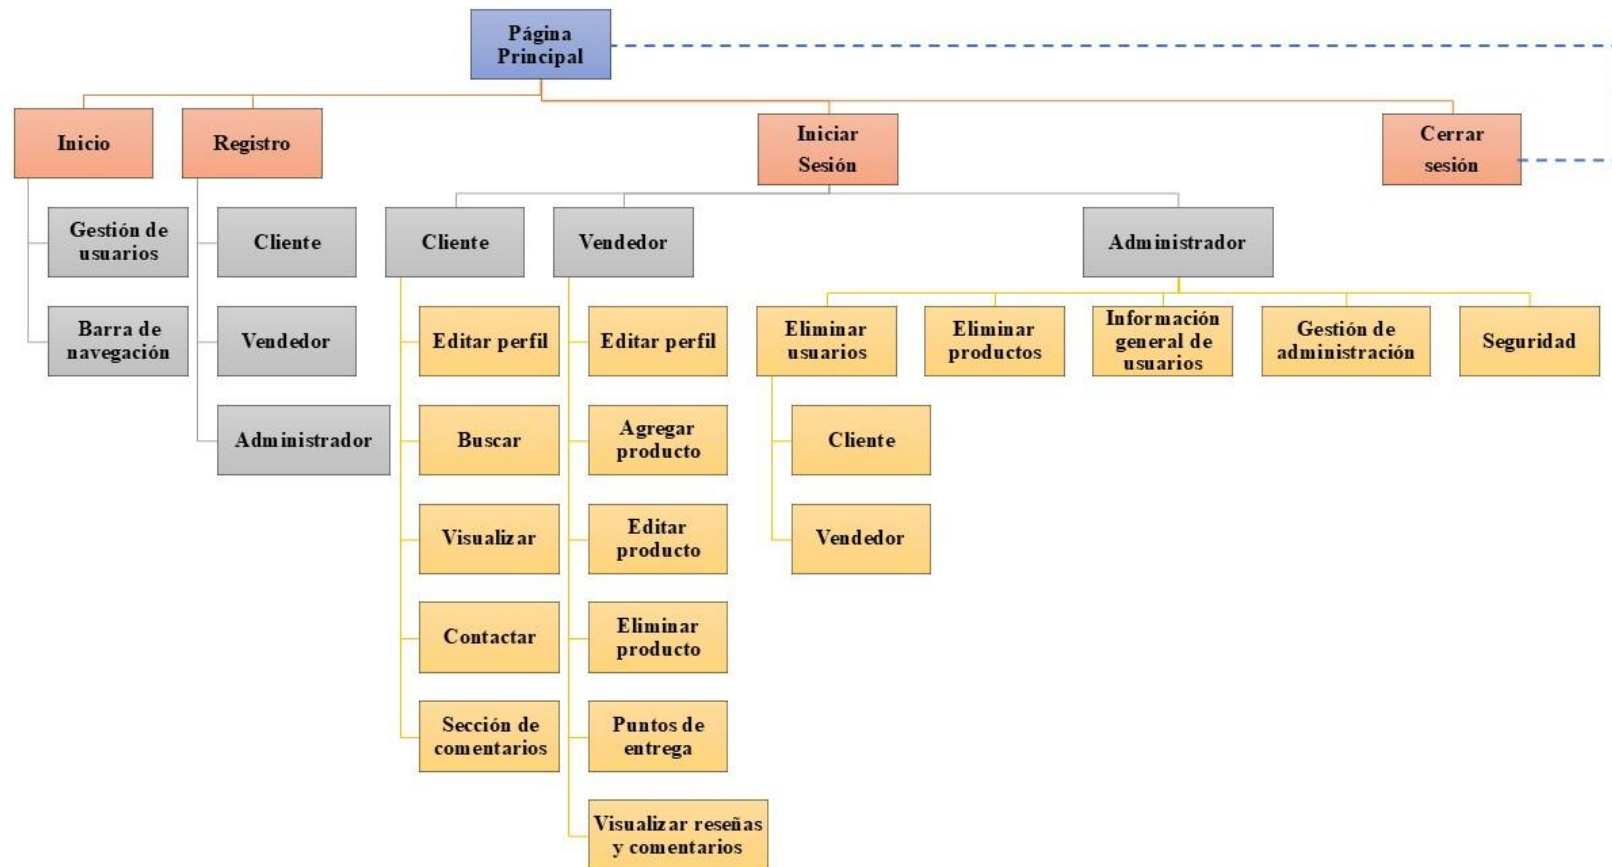 Página
Principal
Inicio
Registro
Iniciar
Sesión
Cerrar
sesión
Gestión de
usuarios
Cliente
Cliente
Vendedor
Administrador
Barra de
navegación
Vendedor
Editar perfil
Editar perfil
Eliminar
usuarios
Eliminar
productos
Información
general de
usuarios
Gestión de
administración
Seguridad
Administrador
Buscar
Agregar
producto
Cliente
Visualizar
Editar
producto
Vendedor
Contactar
Eliminar
producto
Sección de
comentarios
Puntos de
entrega
Visualizar reseñas
y comentarios